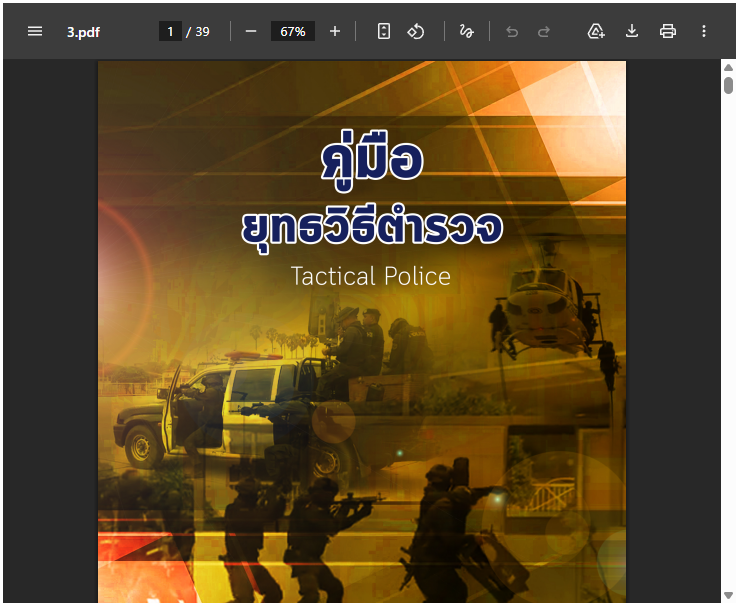 3.pdf
1 / 39
67%
คู่มือ
ยุทธวิธีตำรวจ
Tactical Police